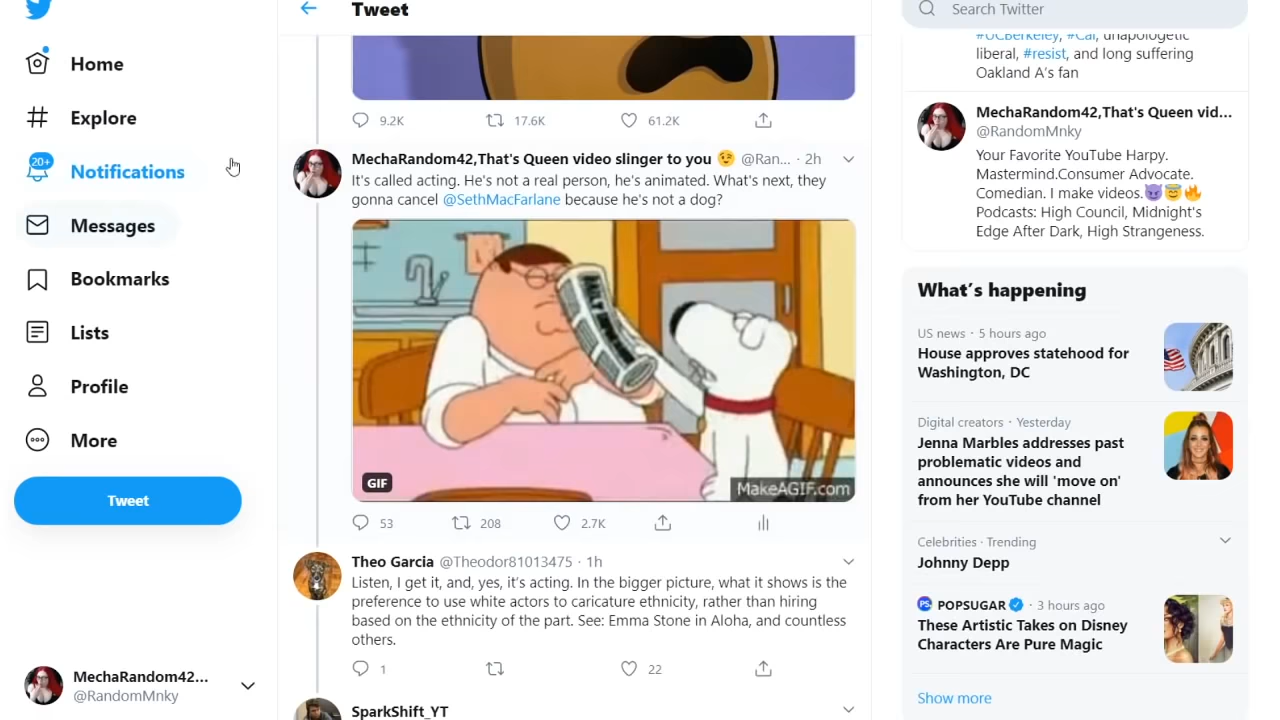 Home
Explore
20+
Notifications
Messages
Bookmarks
Lists
Profile
More
Tweet
MechaRandom42...
@RandomMnky
Tweet
9.2K 17.6K 61.2K
MechaRandom42,That's Queen video slinger to you 😉 @Ran... · 2h
It's called acting. He's not a real person, he's animated. What's next, they
gonna cancel @SethMacFarlane because he's not a dog?
GIF
MakeAGIF.com
53 208 2.7K
Theo Garcia @Theodor81013475 · 1h
Listen, I get it, and, yes, it's acting. In the bigger picture, what it shows is the
preference to use white actors to caricature ethnicity, rather than hiring
based on the ethnicity of the part. See: Emma Stone in Aloha, and countless
others.
1 22
SparkShift_YT
Search Twitter
#UCBerkeley, #Cal, unapologetic
liberal, #resist, and long suffering
Oakland A's fan
MechaRandom42,That's Queen vid...
@RandomMnky
Your Favorite YouTube Harpy.
Mastermind.Consumer Advocate.
Comedian. I make videos.😈😇🔥
Podcasts: High Council, Midnight's
Edge After Dark, High Strangeness.
What's happening
US news · 5 hours ago
House approves statehood for
Washington, DC
Digital creators · Yesterday
Jenna Marbles addresses past
problematic videos and
announces she will 'move on'
from her YouTube channel
Celebrities · Trending
Johnny Depp
PS POPSUGAR · 3 hours ago
These Artistic Takes on Disney
Characters Are Pure Magic
Show more